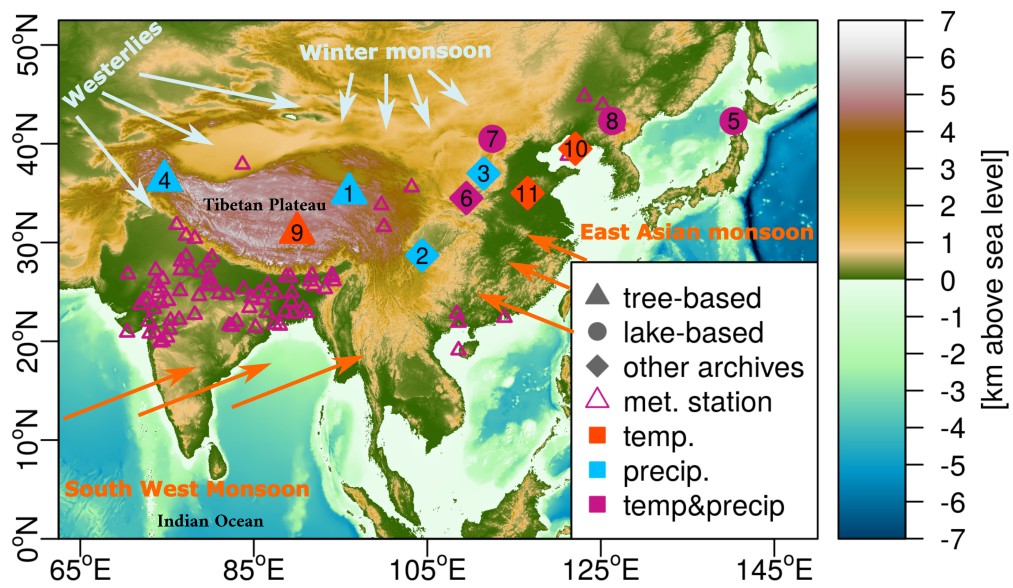 Westerlies
Winter monsoon
50°N
40°N
30°N
20°N
10°N
0°N
65°E
85°E
105°E
125°E
145°E
4
1
7
3
6
2
9
10
11
8
5
Tibetan Plateau
East Asian monsoon
South West Monsoon
Indian Ocean
tree-based
lake-based
other archives
met. station
temp.
precip.
temp&precip
7
6
5
4
3
2
1
0
-1
-2
-3
-4
-5
-6
-7
[km above sea level]